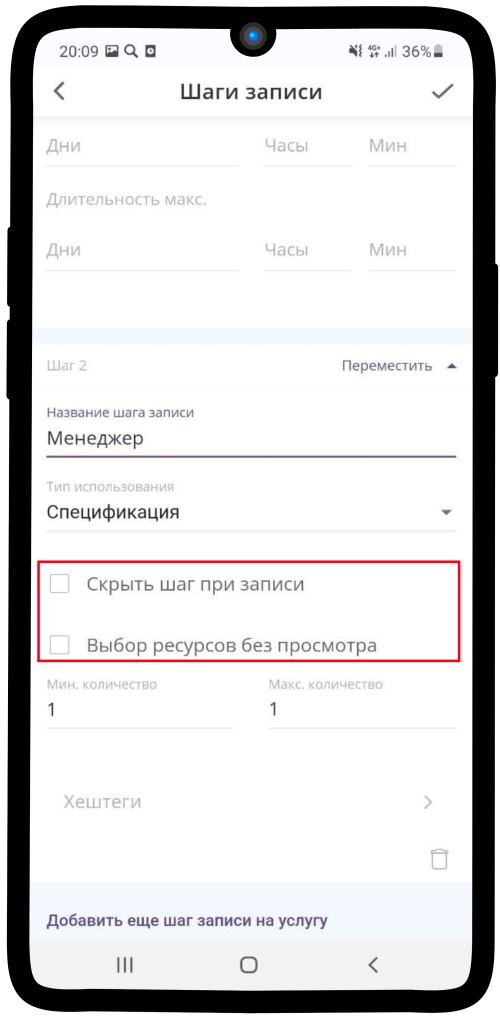 20:09 4G+ 36%
Шаги записи
Дни Часы Мин
Длительность макс.
Дни Часы Мин
Шаг 2 Переместить
Название шага записи
Менеджер
Тип использования
Спецификация
Скрыть шаг при записи
Выбор ресурсов без просмотра
Мин. количество Макс. количество
1 1
Хештеги
Добавить еще шаг записи на услугу